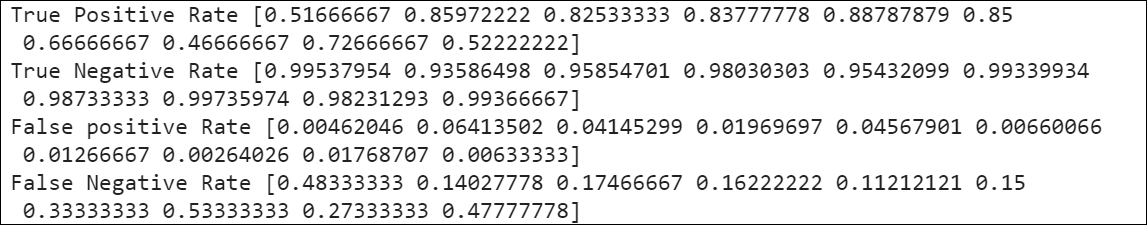 True Positive Rate [0.51666667 0.85972222 0.82533333 0.83777778 0.88787879 0.85
0.66666667 0.46666667 0.72666667 0.52222222]
True Negative Rate [0.99537954 0.93586498 0.95854701 0.98030303 0.95432099 0.99339934
0.98733333 0.99735974 0.98231293 0.99366667]
False positive Rate [0.00462046 0.06413502 0.04145299 0.01969697 0.04567901 0.00660066
0.01266667 0.00264026 0.01768707 0.00633333]
False Negative Rate [0.48333333 0.14027778 0.17466667 0.16222222 0.11212121 0.15
0.33333333 0.53333333 0.27333333 0.47777778]